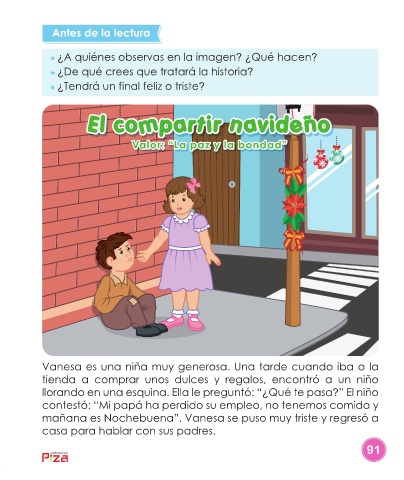 Antes de la lectura
¿A quiénes observas en la imagen? ¿Qué hacen?
¿De qué crees que tratará la historia?
¿Tendrá un final feliz o triste?
El compartir navideño
Valor: "La paz y la bondad"
Vanesa es una niña muy generosa. Una tarde cuando iba a la
tienda a comprar unos dulces y regalos, encontró a un niño
llorando en una esquina. Ella le preguntó: “¿Qué te pasa?” El niño
contestó: “Mi papá ha perdido su empleo, no tenemos comida y
mañana es Nochebuena”. Vanesa se puso muy triste y regresó a
casa para hablar con sus padres.
91